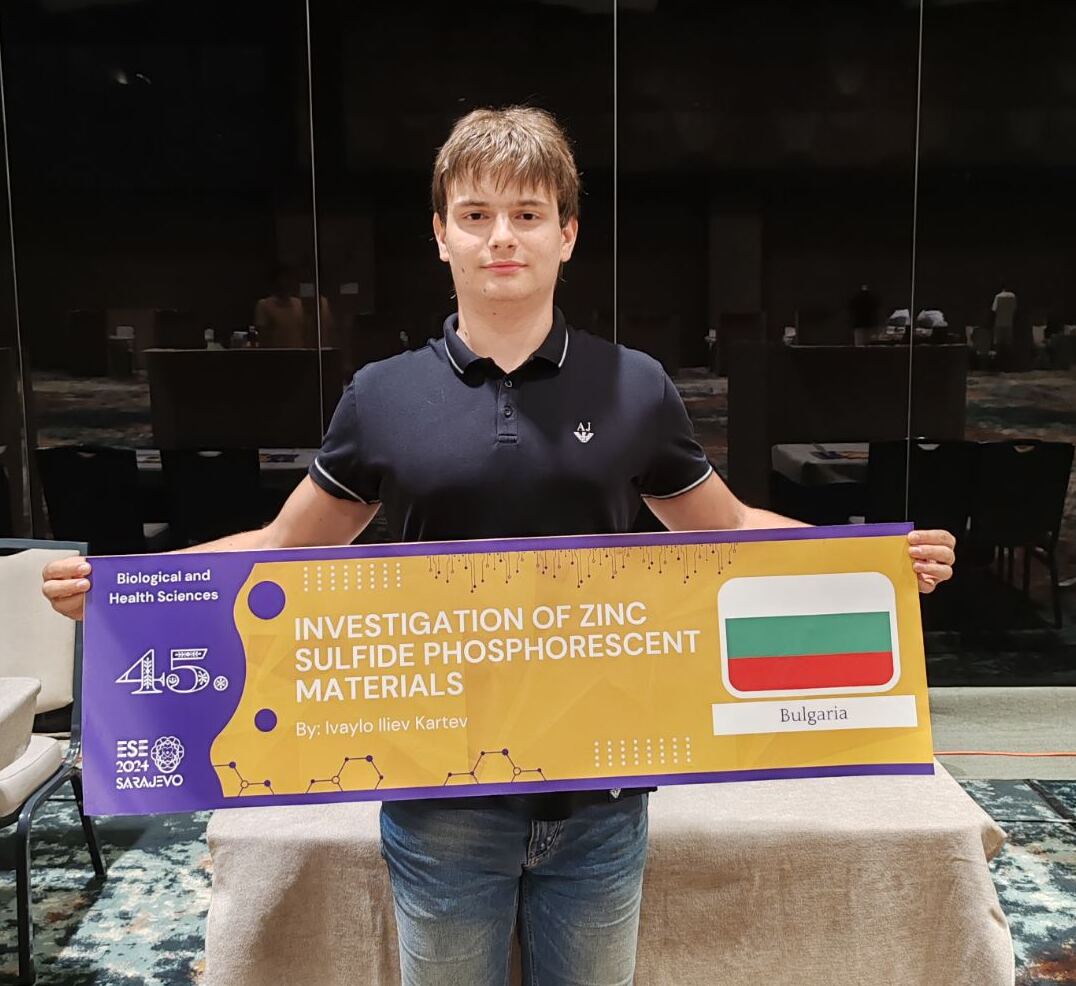 AJ
Biological and
Health Sciences
45.
ESE
2024
SARAJEVO
INVESTIGATION OF ZINC
SULFIDE PHOSPHORESCENT
MATERIALS
By: Ivaylo Iliev Kartev
Bulgaria